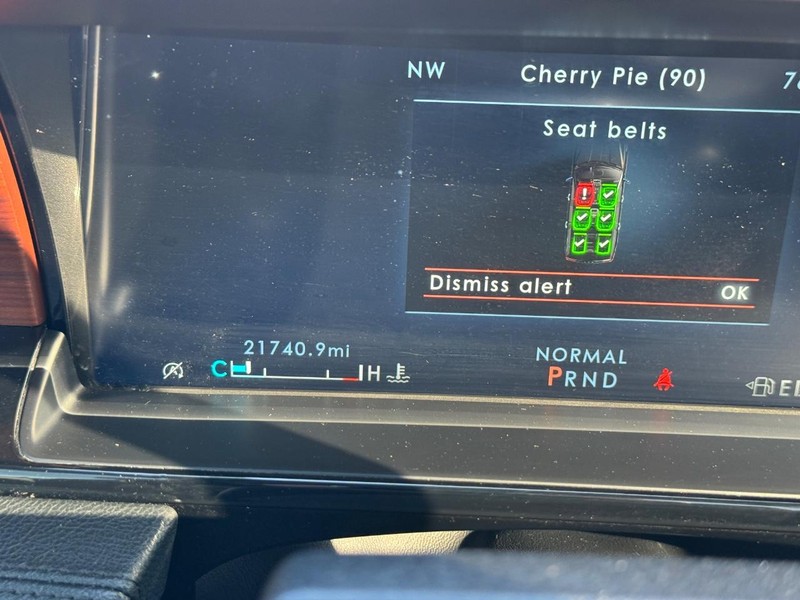 NW
Cherry Pie (90)
Seat belts
Dismiss alert
OK
21740.9mi
C
H
NORMAL
PRND